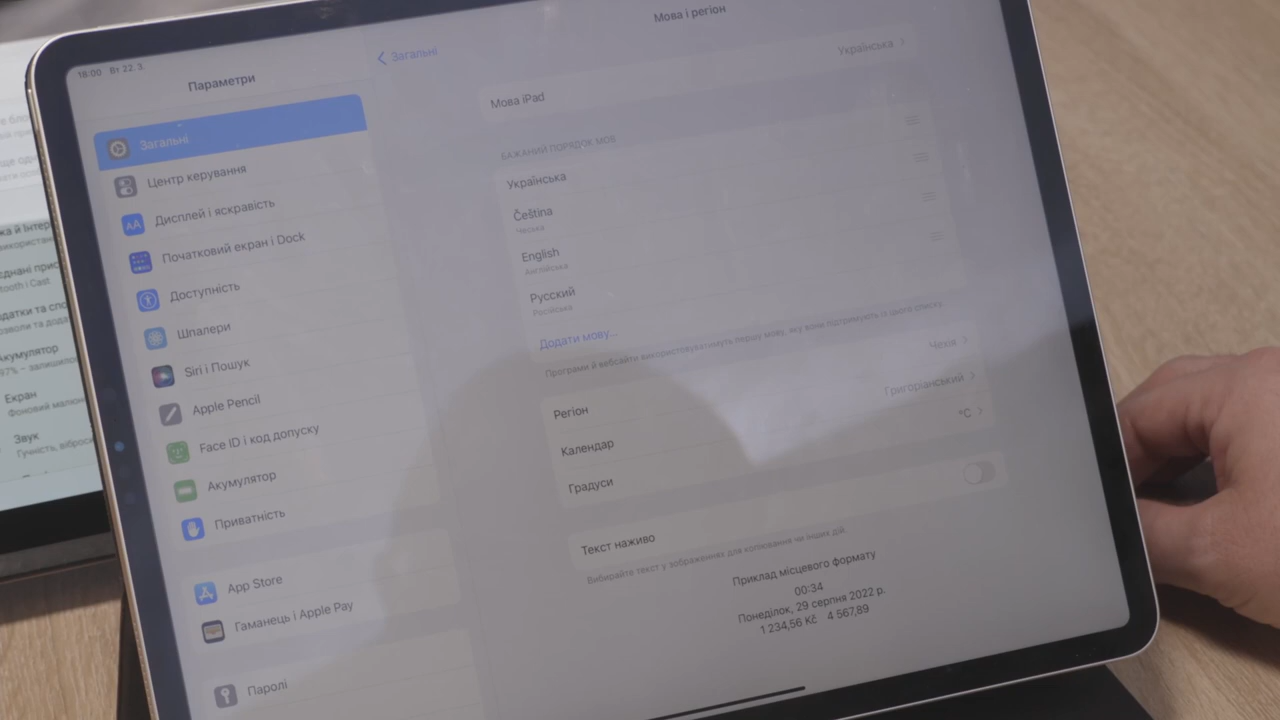 18:00 Вт 22. 3.
Параметри
Загальні
Центр керування
Дисплей і яскравість
Початковий екран і Dock
Доступність
Шпалери
Siri і Пошук
Apple Pencil
Face ID і код допуску
Акумулятор
Приватність
App Store
Гаманець і Apple Pay
Паролі
Загальні
Мова і регіон
Мова iPad Українська
БАЖАНИЙ ПОРЯДОК МОВ
Українська
Čeština
Чеська
English
Англійська
Русский
Російська
Додати мову...
Програми й вебсайти використовуватимуть першу мову, яку вони підтримують із цього списку.
Регіон Чехія
Календар Григоріанський
Градуси °C
Текст наживо
Вибирайте текст у зображеннях для копіювання чи інших дій.
Приклад місцевого формату
00:34
Понеділок, 29 серпня 2022 р.
1 234,56 Kč 4 567,89
Екран
Звук